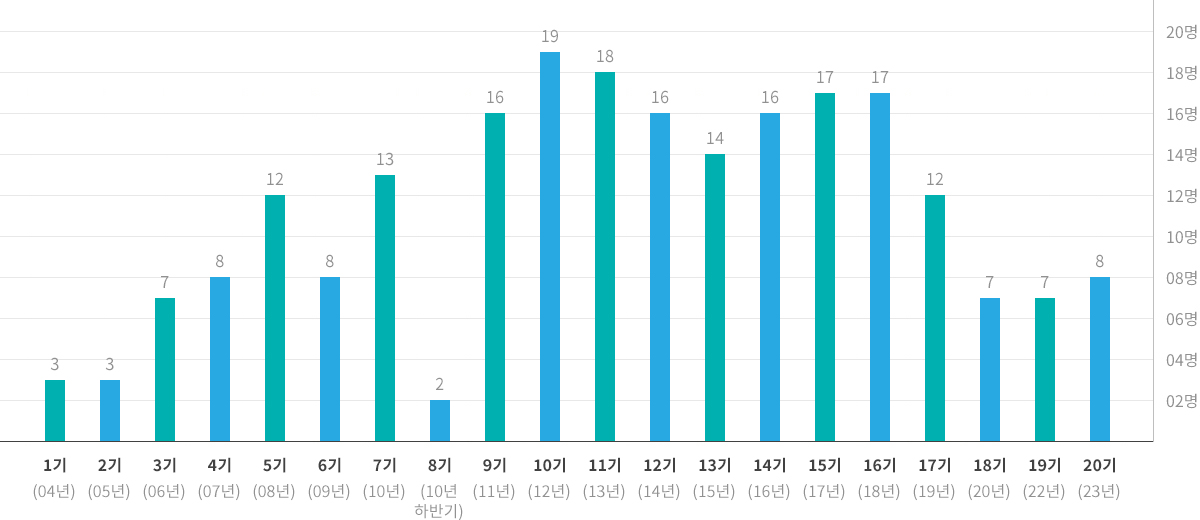 20명
18명
16명
14명
12명
10명
08명
06명
04명
02명
3 3 7 8 12 8 13 2 16 19 18 16 14 16 17 17 12 7 7 8
1기 2기 3기 4기 5기 6기 7기 8기 9기 10기 11기 12기 13기 14기 15기 16기 17기 18기 19기 20기
(04년) (05년) (06년) (07년) (08년) (09년) (10년) (10년 (11년) (12년) (13년) (14년) (15년) (16년) (17년) (18년) (19년) (20년) (22년) (23년)
하반기)